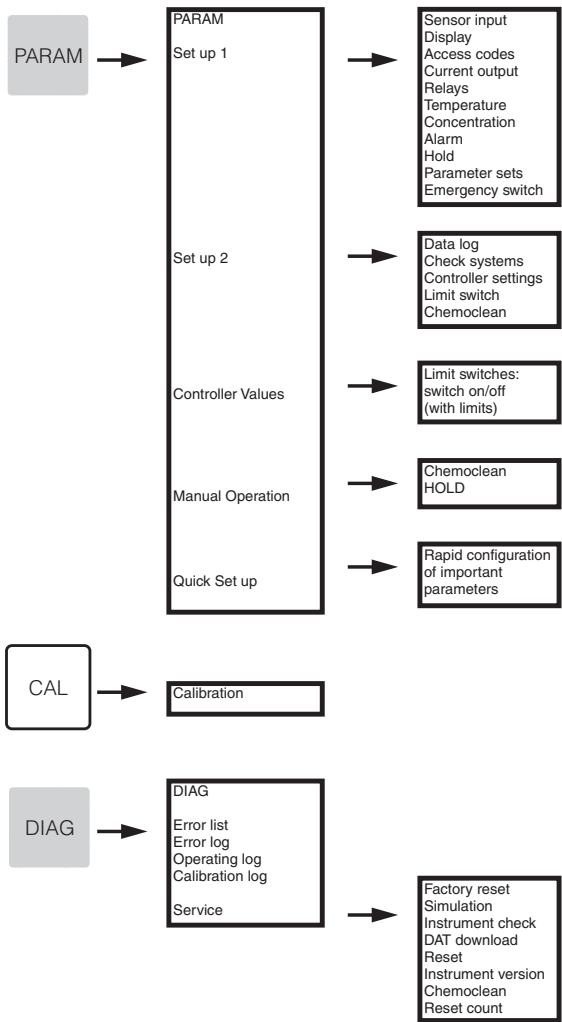 PARAM
PARAM
Set up 1
Sensor input
Display
Access codes
Current output
Relays
Temperature
Concentration
Alarm
Hold
Parameter sets
Emergency switch
Set up 2
Data log
Check systems
Controller settings
Limit switch
Chemoclean
Controller Values
Limit switches:
switch on/off
(with limits)
Manual Operation
Chemoclean
HOLD
Quick Set up
Rapid configuration
of important
parameters
CAL
Calibration
DIAG
DIAG
Error list
Error log
Operating log
Calibration log
Service
Factory reset
Simulation
Instrument check
DAT download
Reset
Instrument version
Chemoclean
Reset count